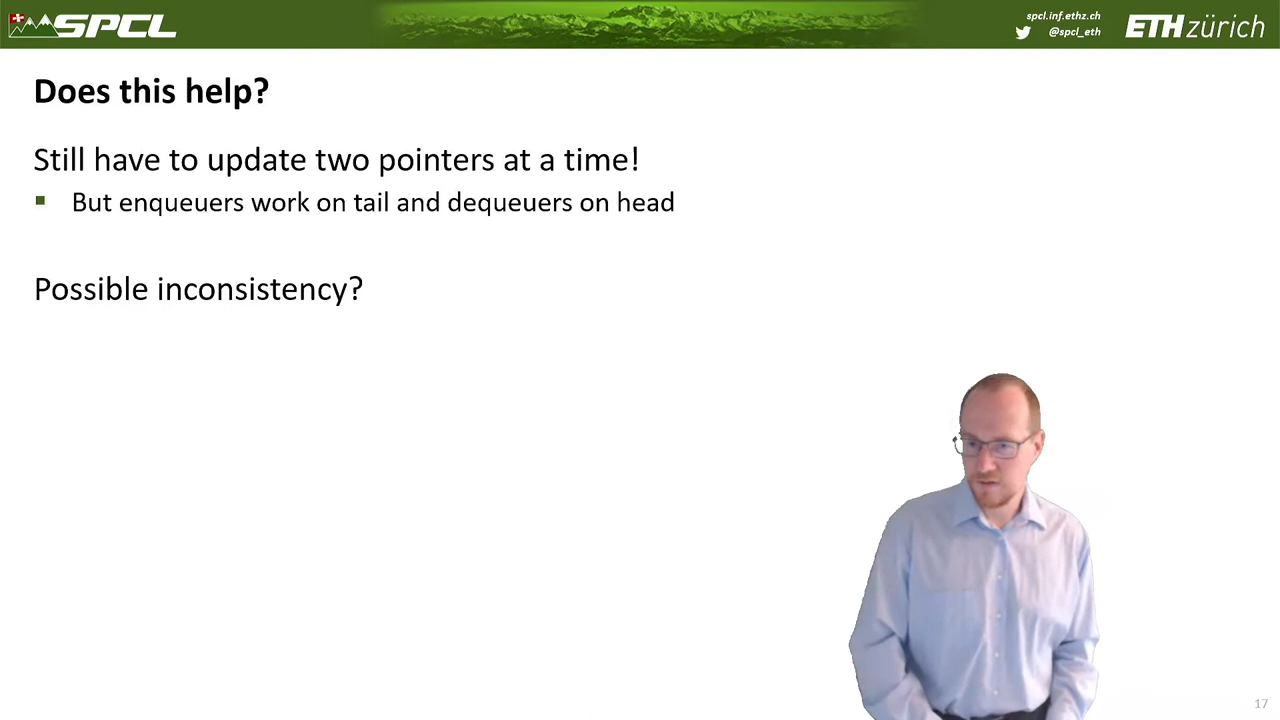 SPCL
spcl.inf.ethz.ch
@spcl_eth
ETH zürich
Does this help?
Still have to update two pointers at a time!
But enqueuers work on tail and dequeuers on head
Possible inconsistency?
17